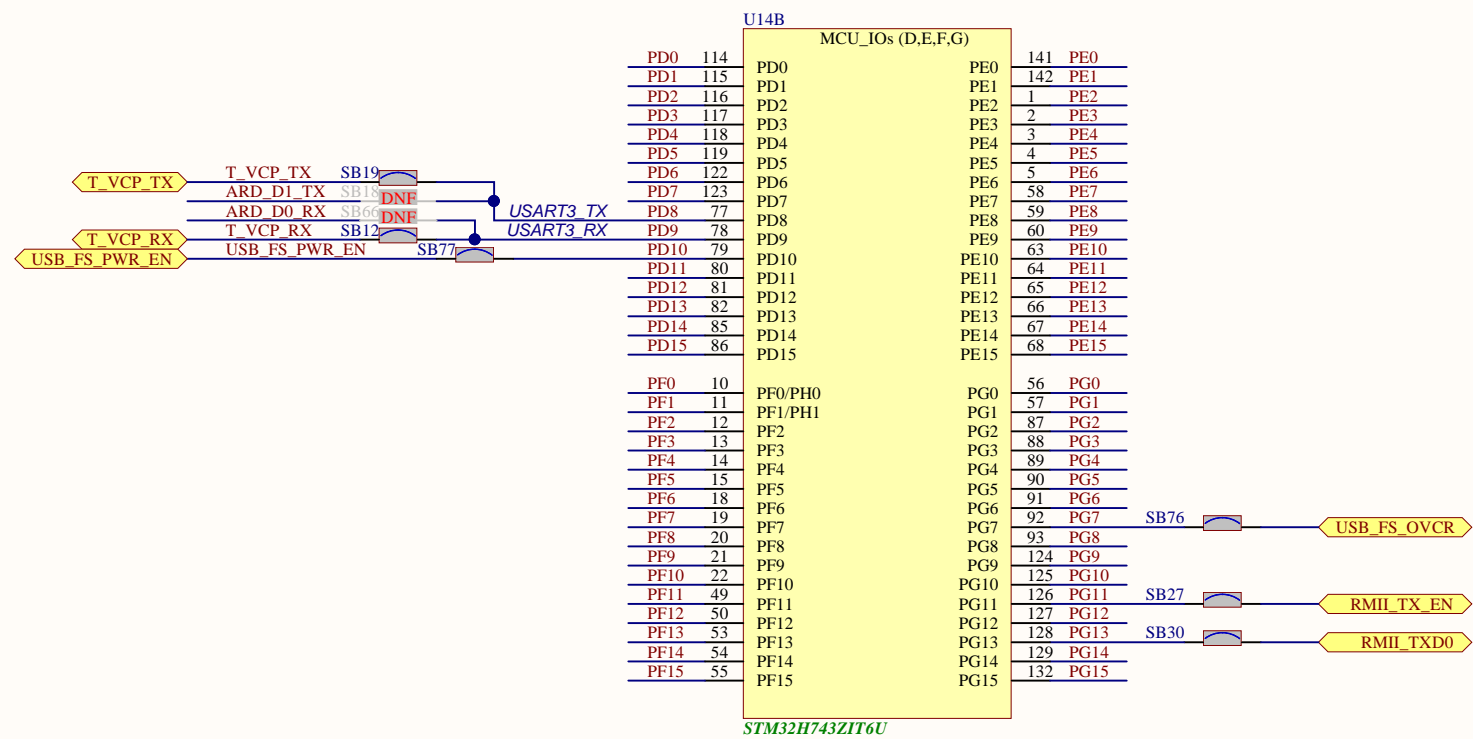 U14B
MCU_IOs (D,E,F,G)
PD0 114 PD0 PE0 141 PE0
PD1 115 PD1 PE1 142 PE1
PD2 116 PD2 PE2 1 PE2
PD3 117 PD3 PE3 2 PE3
PD4 118 PD4 PE4 3 PE4
PD5 119 PD5 PE5 4 PE5
T_VCP_TX T_VCP_TX SB19 PD6 122 PD6 PE6 5 PE6
ARD_D1_TX SB18 DNF PD7 123 PD7 PE7 58 PE7
ARD_D0_RX SB66 DNF USART3_TX PD8 77 PD8 PE8 59 PE8
T_VCP_RX T_VCP_RX SB12 USART3_RX PD9 78 PD9 PE9 60 PE9
USB_FS_PWR_EN USB_FS_PWR_EN SB77 PD10 79 PD10 PE10 63 PE10
PD11 80 PD11 PE11 64 PE11
PD12 81 PD12 PE12 65 PE12
PD13 82 PD13 PE13 66 PE13
PD14 85 PD14 PE14 67 PE14
PD15 86 PD15 PE15 68 PE15
PF0 10 PF0/PH0 PG0 56 PG0
PF1 11 PF1/PH1 PG1 57 PG1
PF2 12 PF2 PG2 87 PG2
PF3 13 PF3 PG3 88 PG3
PF4 14 PF4 PG4 89 PG4
PF5 15 PF5 PG5 90 PG5
PF6 18 PF6 PG6 91 PG6
PF7 19 PF7 PG7 92 PG7 SB76 USB_FS_OVCR
PF8 20 PF8 PG8 93 PG8
PF9 21 PF9 PG9 124 PG9
PF10 22 PF10 PG10 125 PG10
PF11 49 PF11 PG11 126 PG11 SB27 RMII_TX_EN
PF12 50 PF12 PG12 127 PG12
PF13 53 PF13 PG13 128 PG13 SB30 RMII_TXD0
PF14 54 PF14 PG14 129 PG14
PF15 55 PF15 PG15 132 PG15
STM32H743ZIT6U